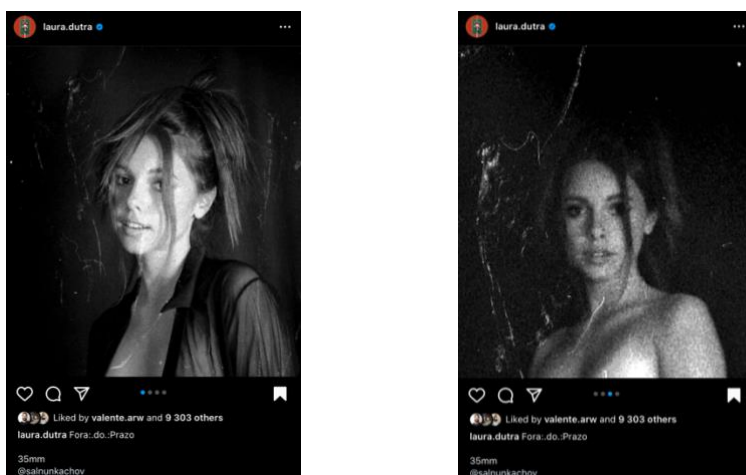 laura.dutra
Liked by valente.arw and 9 303 others
laura.dutra Fora:.do.:Prazo
35mm
@salnunkachov
laura.dutra
Liked by valente.arw and 9 303 others
laura.dutra Fora:.do.:Prazo
35mm
@salnunkachov